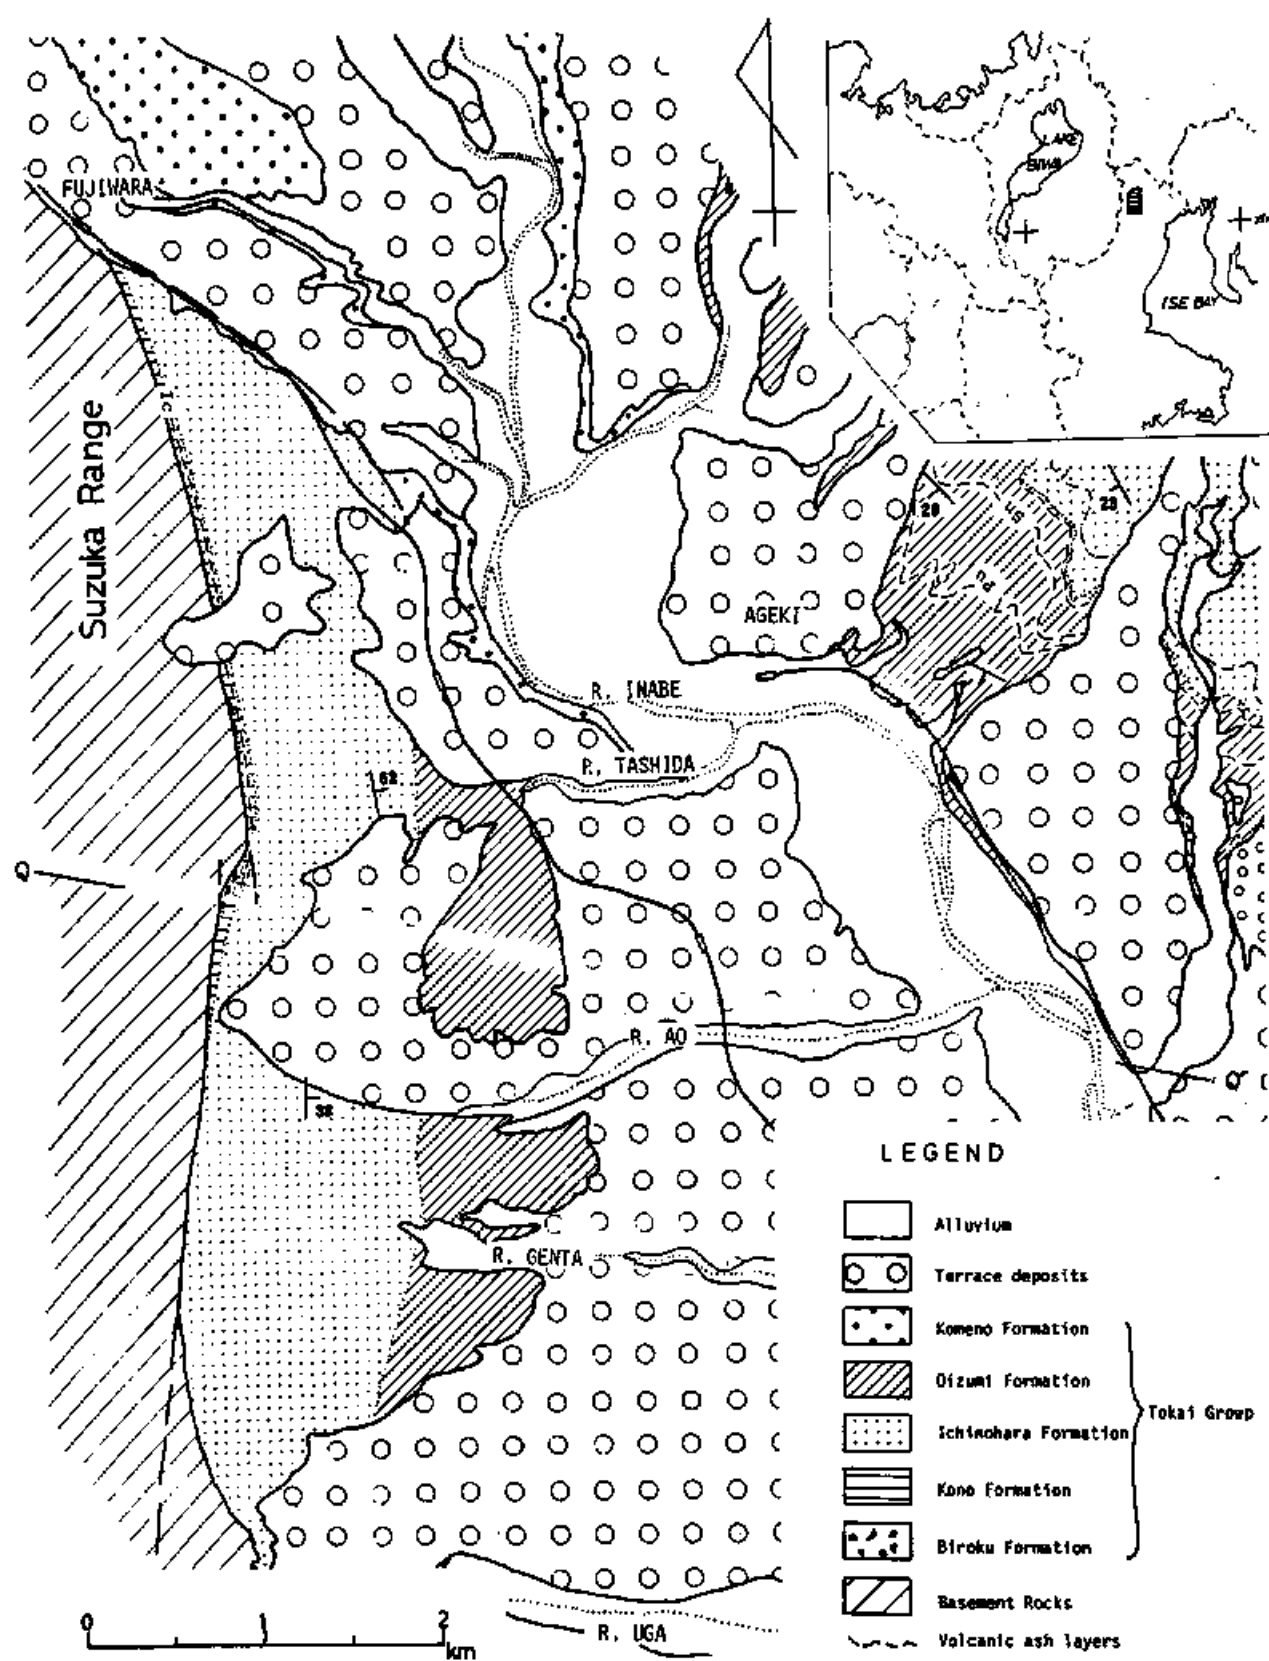 LAKE
BIWA
ISE BAY
FUJIWARA
Ic
Suzuka Range
28
23
AGEKI
R. INABE
R. TASHIDA
62
R. AO
38
R. GENTA
R. UGA
0 1 2
km
LEGEND
Alluvium
Terrace deposits
Komeno Formation
Oizumi Formation
Ichinohara Formation
Kono Formation
Biroku Formation
Tokai Group
Basement Rocks
Volcanic ash layers